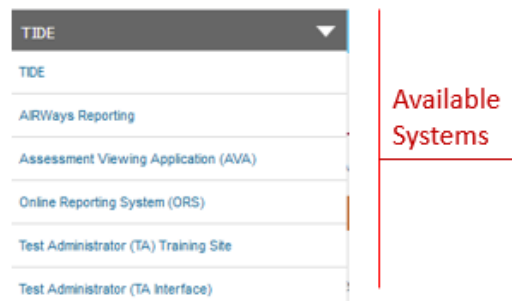 TIDE
TIDE
AIRWays Reporting
Assessment Viewing Application (AVA)
Online Reporting System (ORS)
Test Administrator (TA) Training Site
Test Administrator (TA Interface)
Available
Systems